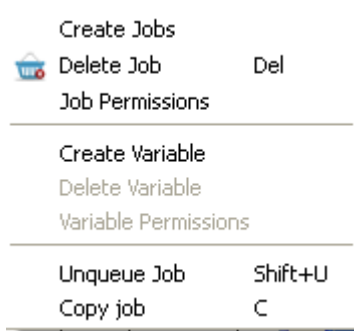 Create Jobs
Delete Job Del
Job Permissions
Create Variable
Delete Variable
Variable Permissions
Unqueue Job Shift+U
Copy job C